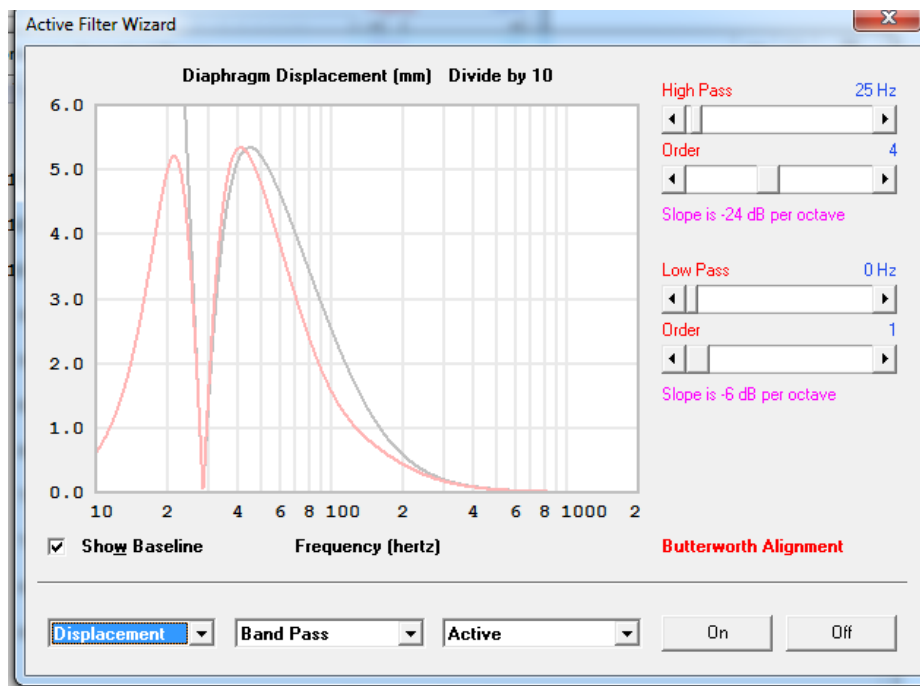 Active Filter Wizard
Diaphragm Displacement (mm) Divide by 10
6.0
5.0
4.0
3.0
2.0
1.0
0.0
10 2 4 6 8 100 2 4 6 8 1000 2
High Pass 25 Hz
Order 4
Slope is -24 dB per octave
Low Pass 0 Hz
Order 1
Slope is -6 dB per octave
Show Baseline Frequency (hertz) Butterworth Alignment
Displacement Band Pass Active On Off